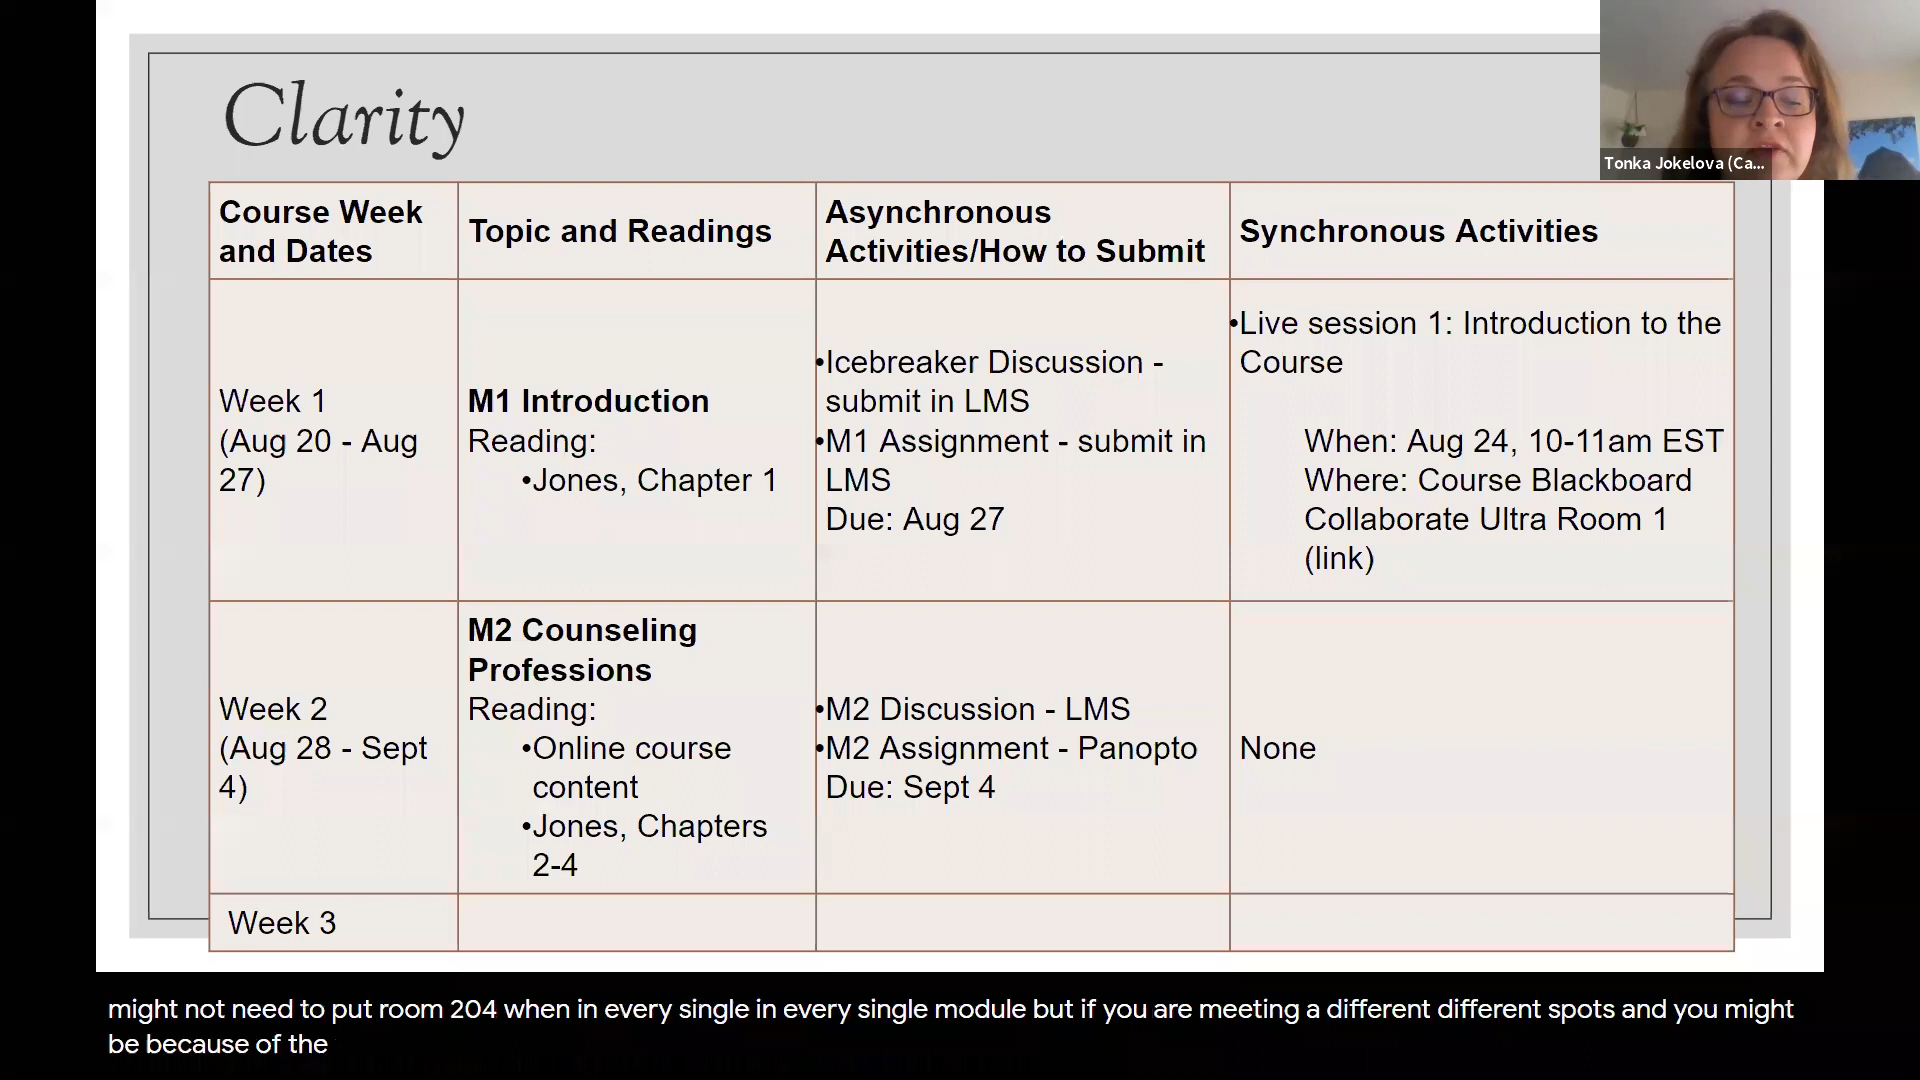 Clarity
Tonka Jokelova (Ca...
Course Week
and Dates
Topic and Readings
Asynchronous
Activities/How to Submit
Synchronous Activities
Week 1
(Aug 20 - Aug
27)
M1 Introduction
Reading:
•Jones, Chapter 1
•Icebreaker Discussion -
submit in LMS
•M1 Assignment - submit in
LMS
Due: Aug 27
•Live session 1: Introduction to the
Course
When: Aug 24, 10-11am EST
Where: Course Blackboard
Collaborate Ultra Room 1
(link)
Week 2
(Aug 28 - Sept
4)
M2 Counseling
Professions
Reading:
•Online course
content
•Jones, Chapters
2-4
•M2 Discussion - LMS
•M2 Assignment - Panopto
Due: Sept 4
None
Week 3
might not need to put room 204 when in every single in every single module but if you are meeting a different different spots and you might
be because of the